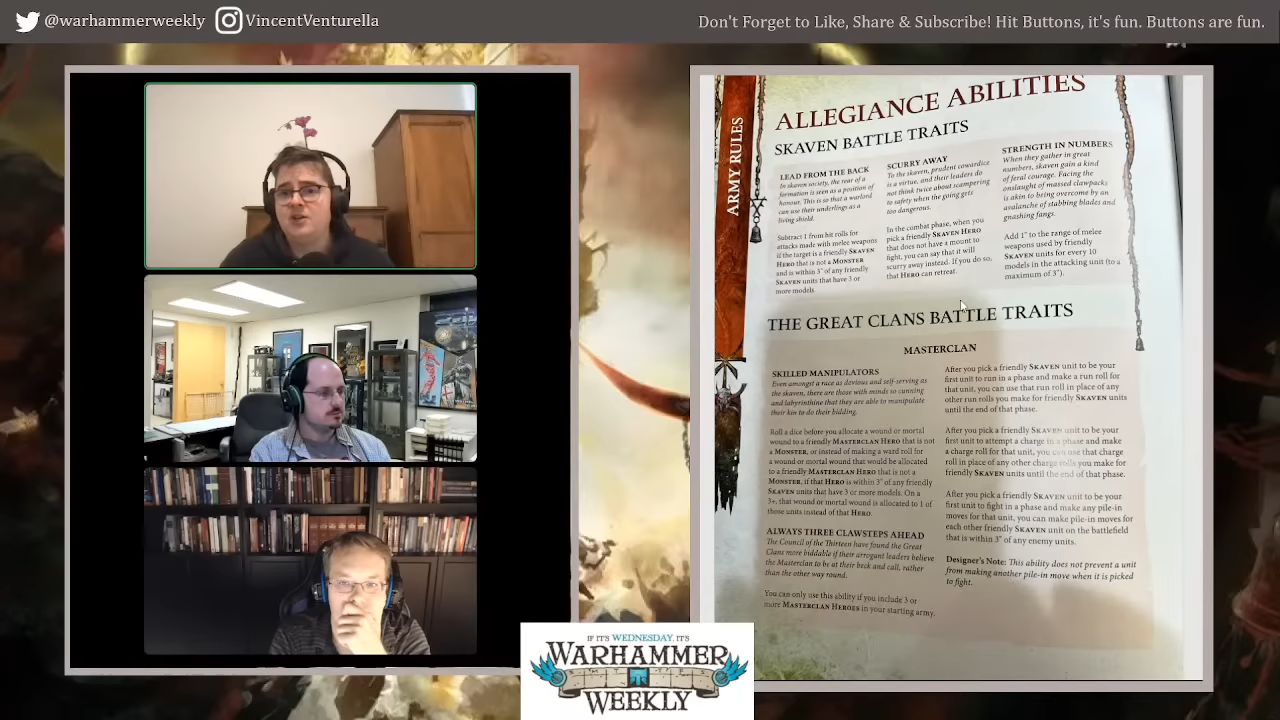 @warhammerweekly
VincentVenturella
Don't Forget to Like, Share & Subscribe! Hit Buttons, it's fun. Buttons are fun.
ARMY RULES
ALLEGIANCE ABILITIES
SKAVEN BATTLE TRAITS
LEAD FROM THE BACK
In skaven society, the rear of a
formation is seen as a position of
honour. This is so that a warlord
can use their underlings as a
living shield.
Subtract 1 from hit rolls for
attacks made with melee weapons
if the target is a friendly SKAVEN
HERO that is not a MONSTER
and is within 3" of any friendly
SKAVEN units that have 3 or
more models.
SCURRY AWAY
To the skaven, prudent cowardice
is a virtue, and their leaders do
not think twice about scampering
to safety when the going gets
too dangerous.
In the combat phase, when you
pick a friendly SKAVEN HERO
that does not have a mount to
fight, you can say that it will
scurry away instead. If you do so,
that HERO can retreat.
STRENGTH IN NUMBERS
When they gather in great
numbers, skaven gain a kind
of feral courage. Facing the
onslaught of massed clawpacks
is akin to being overcome by an
avalanche of stabbing blades and
gnashing fangs.
Add 1" to the range of melee
weapons used by friendly
SKAVEN units for every 10
models in the attacking unit (to a
maximum of 3").
THE GREAT CLANS BATTLE TRAITS
MASTERCLAN
SKILLED MANIPULATORS
Even amongst a race as devious and self-serving as
the skaven, there are those with minds so cunning
and labyrinthine that they are able to manipulate
their kin to do their bidding.
Roll a dice before you allocate a wound or mortal
wound to a friendly MASTERCLAN HERO that is not
a MONSTER, or instead of making a ward roll for
a wound or mortal wound that would be allocated
to a friendly MASTERCLAN HERO that is not a
MONSTER, if that HERO is within 3" of any friendly
SKAVEN units that have 3 or more models. On a
3+, that wound or mortal wound is allocated to 1 of
those units instead of that HERO.
ALWAYS THREE CLAWSTEPS AHEAD
The Council of the Thirteen have found the Great
Clans more biddable if their arrogant leaders believe
the Masterclan to be at their beck and call, rather
than the other way round.
You can only use this ability if you include 3 or
more MASTERCLAN HEROES in your starting army.
After you pick a friendly SKAVEN unit to be your
first unit to run in a phase and make a run roll for
that unit, you can use that run roll in place of any
other run rolls you make for friendly SKAVEN units
until the end of that phase.
After you pick a friendly SKAVEN unit to be your
first unit to attempt a charge in a phase and make
a charge roll for that unit, you can use that charge
roll in place of any other charge rolls you make for
friendly SKAVEN units until the end of that phase.
After you pick a friendly SKAVEN unit to be your
first unit to fight in a phase and make any pile-in
moves for that unit, you can make pile-in moves for
each other friendly SKAVEN unit on the battlefield
that is within 3" of any enemy units.
Designer's Note: This ability does not prevent a unit
from making another pile-in move when it is picked
to fight.
IF IT'S WEDNESDAY, IT'S
WARHAMMER
WEEKLY